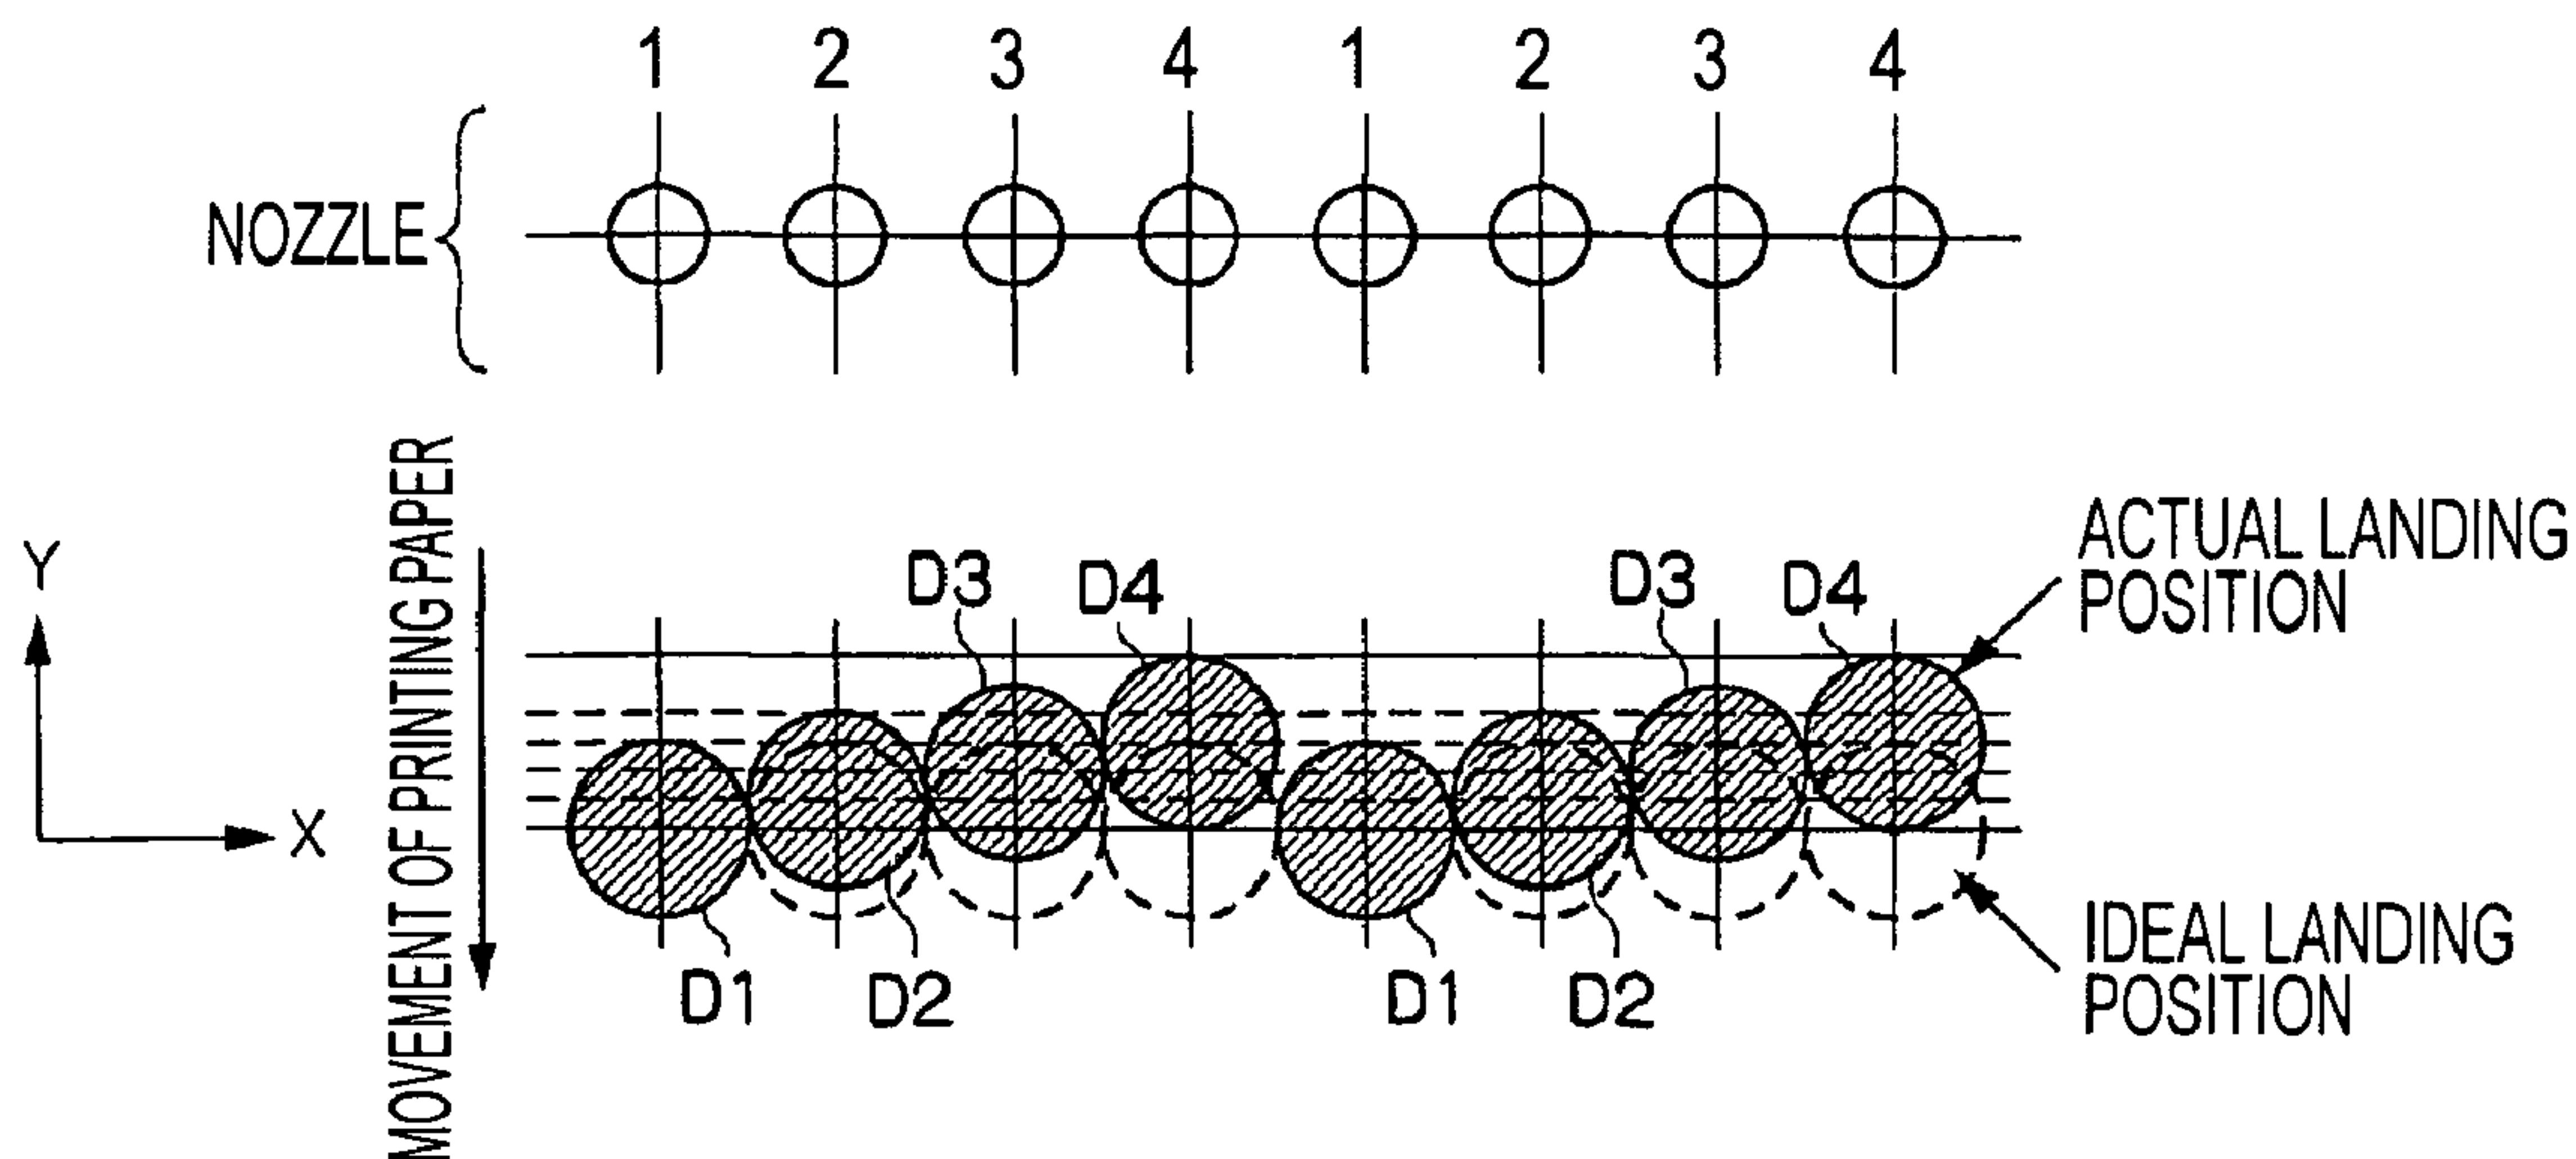 1 2 3 4 1 2 3 4
NOZZLE
MOVEMENT OF PRINTING PAPER
Y
X
D3 D4 D3 D4
ACTUAL LANDING
POSITION
D1 D2 D1 D2
IDEAL LANDING
POSITION